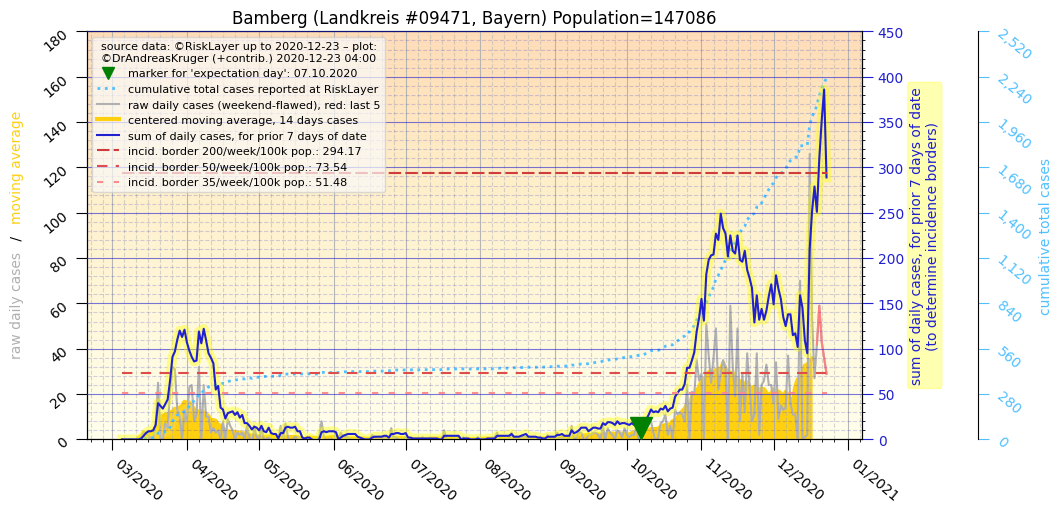 Bamberg (Landkreis #09471, Bayern) Population=147086
source data: ©RiskLayer up to 2020-12-23 – plot:
©DrAndreasKruger (+contrib.) 2020-12-23 04:00
marker for 'expectation day': 07.10.2020
cumulative total cases reported at RiskLayer
raw daily cases (weekend-flawed), red: last 5
centered moving average, 14 days cases
sum of daily cases, for prior 7 days of date
incid. border 200/week/100k pop.: 294.17
incid. border 50/week/100k pop.: 73.54
incid. border 35/week/100k pop.: 51.48
raw daily cases / moving average
180
160
140
120
100
80
60
40
20
0
03/2020
04/2020
05/2020
06/2020
07/2020
08/2020
09/2020
10/2020
11/2020
12/2020
01/2021
450
400
350
300
250
200
150
100
50
0
sum of daily cases, for prior 7 days of date
(to determine incidence borders)
2,520
2,240
1,960
1,680
1,400
1,120
840
560
280
0
cumulative total cases